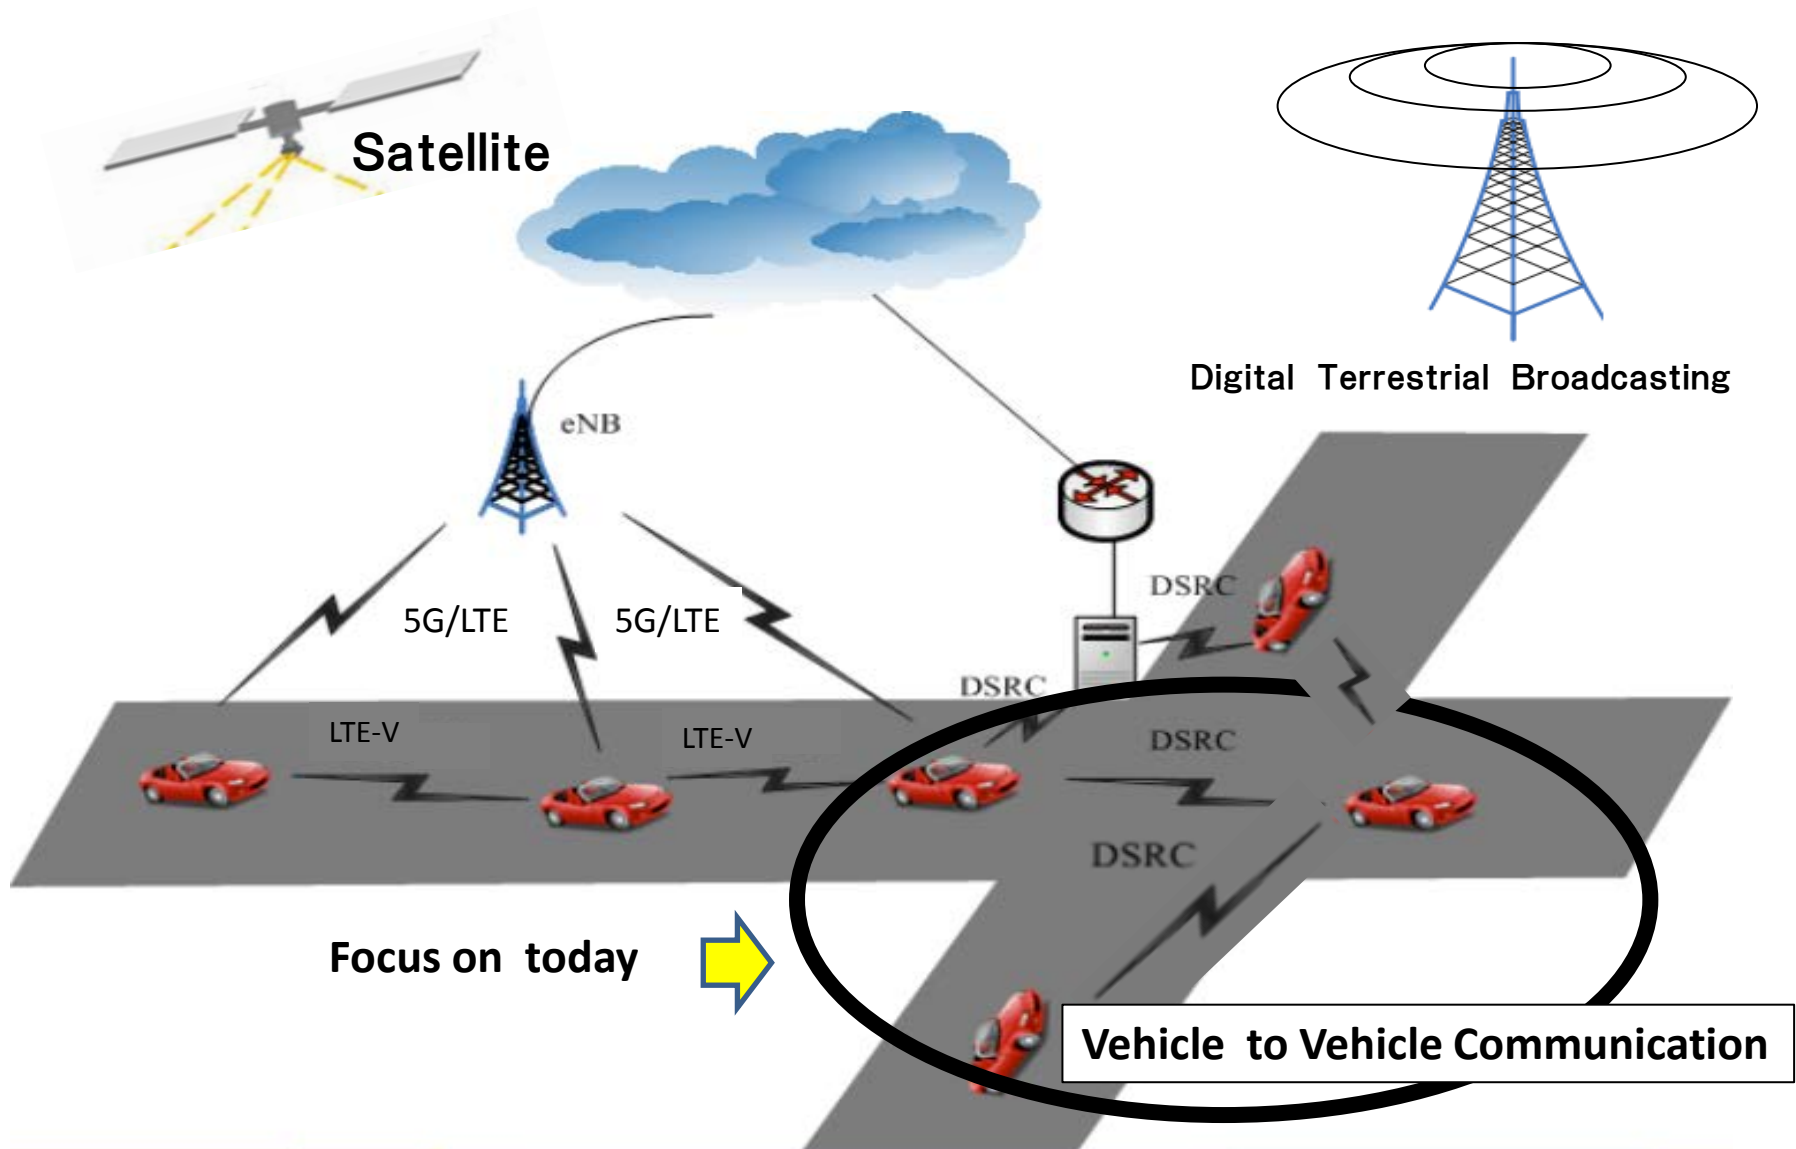 Satellite
Digital Terrestrial Broadcasting
eNB
5G/LTE
5G/LTE
DSRC
DSRC
LTE-V
LTE-V
DSRC
DSRC
Focus on today
Vehicle to Vehicle Communication